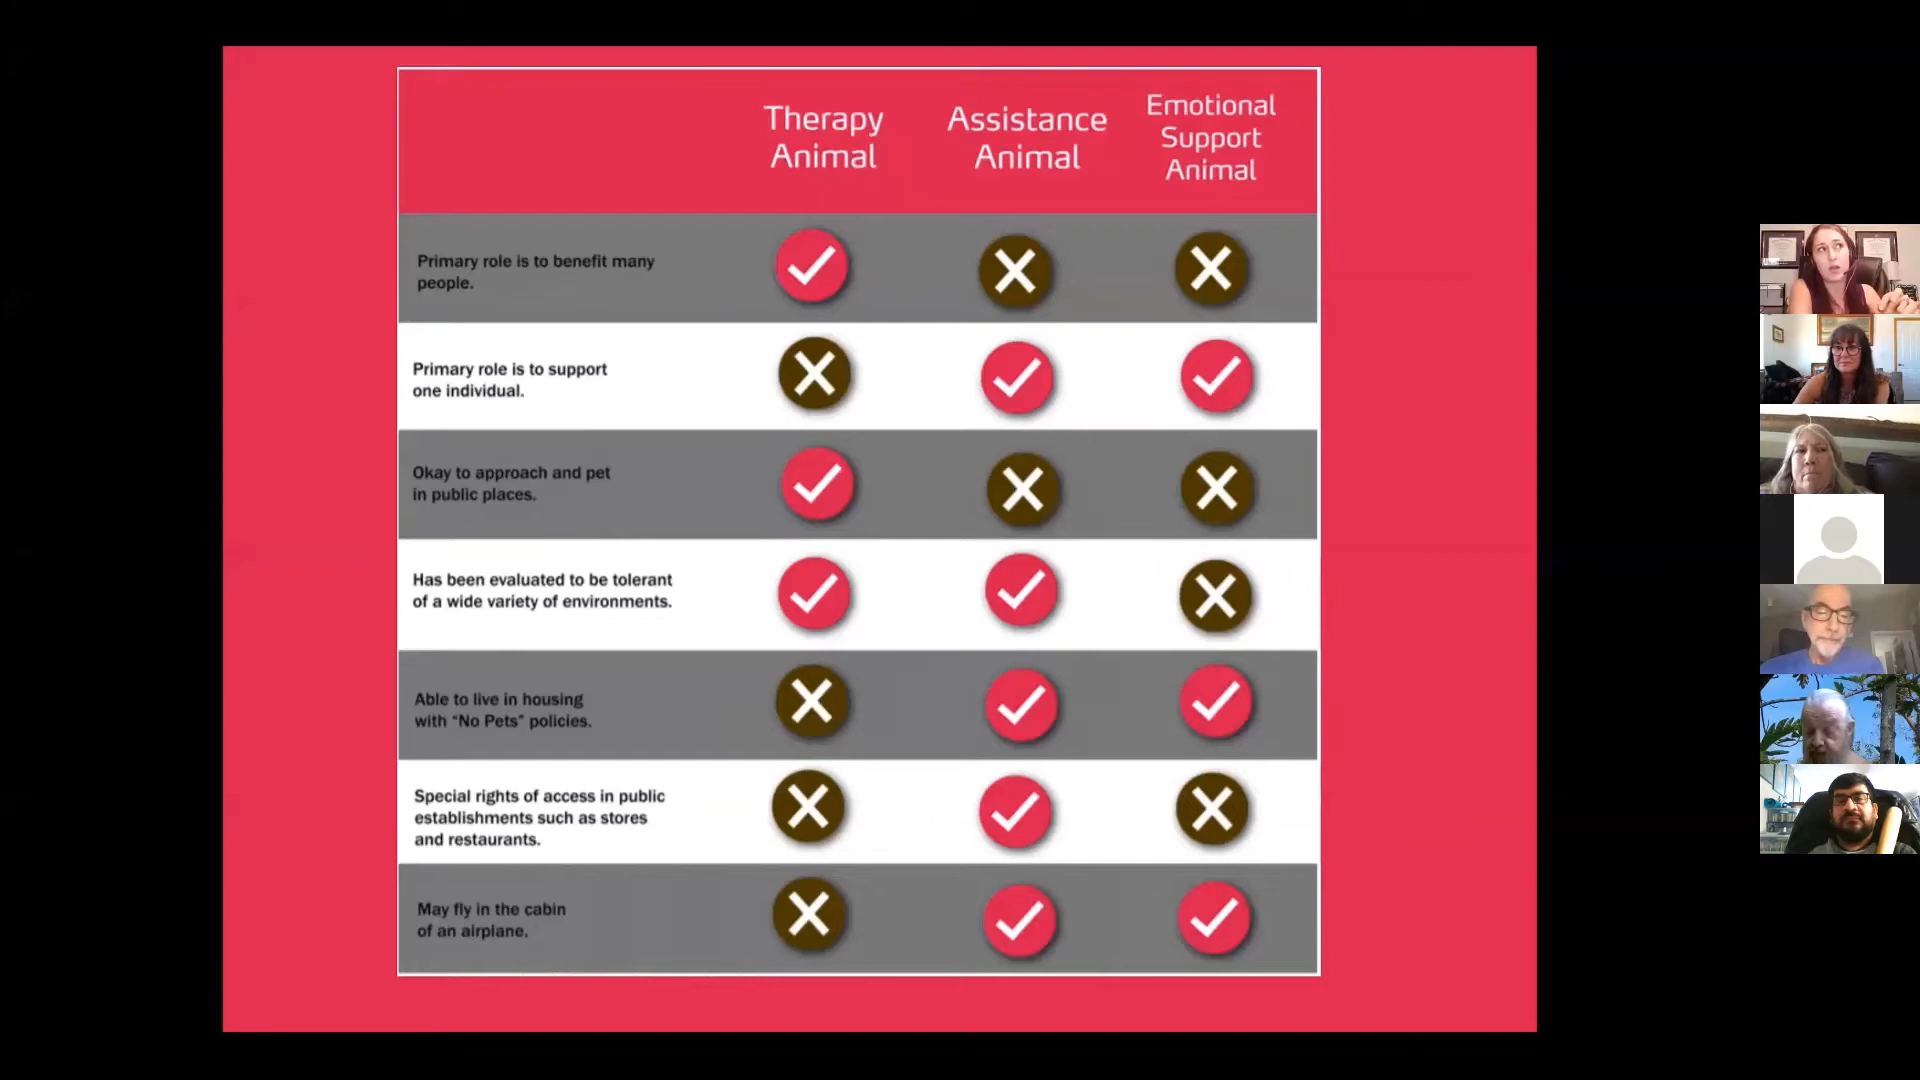 Therapy
Animal
Assistance
Animal
Emotional
Support
Animal
Primary role is to benefit many
people.
Primary role is to support
one individual.
Okay to approach and pet
in public places.
Has been evaluated to be tolerant
of a wide variety of environments.
Able to live in housing
with “No Pets” policies.
Special rights of access in public
establishments such as stores
and restaurants.
May fly in the cabin
of an airplane.